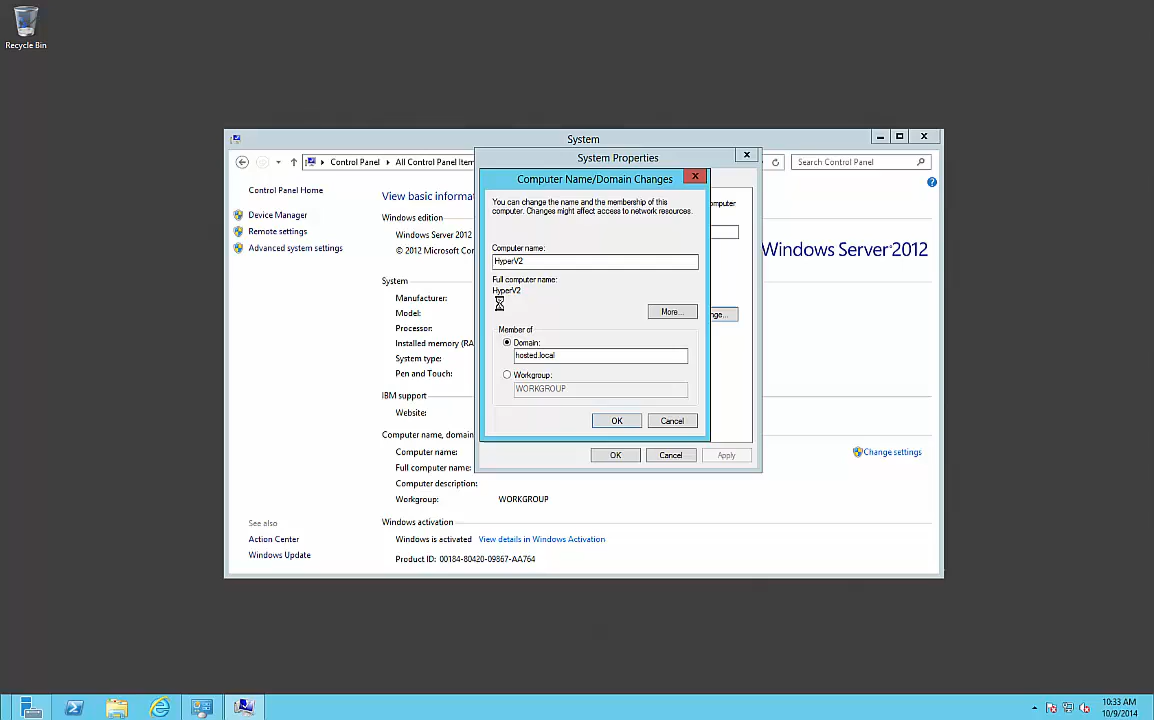 Recycle Bin
System
Control Panel
All Control Panel Item
Search Control Panel
System Properties
Computer Name/Domain Changes
Control Panel Home
Device Manager
Remote settings
Advanced system settings
See also
Action Center
Windows Update
View basic informa
Windows edition
Windows Server 2012
© 2012 Microsoft Cor
Windows Server 2012
System
Manufacturer:
Model:
Processor:
Installed memory (RA
System type:
Pen and Touch:
IBM support
Website:
Computer name, domain
Computer name:
Full computer name:
Computer description:
Workgroup:
WORKGROUP
Change settings
Windows activation
Windows is activated
View details in Windows Activation
Product ID: 00184-80420-09867-AA764
omputer
nge...
You can change the name and the membership of this
computer. Changes might affect access to network resources.
Computer name:
HyperV2
Full computer name:
HyperV2
More...
Member of
Domain:
hosted.local
Workgroup:
WORKGROUP
OK
Cancel
OK
Cancel
Apply
10:33 AM
10/9/2014